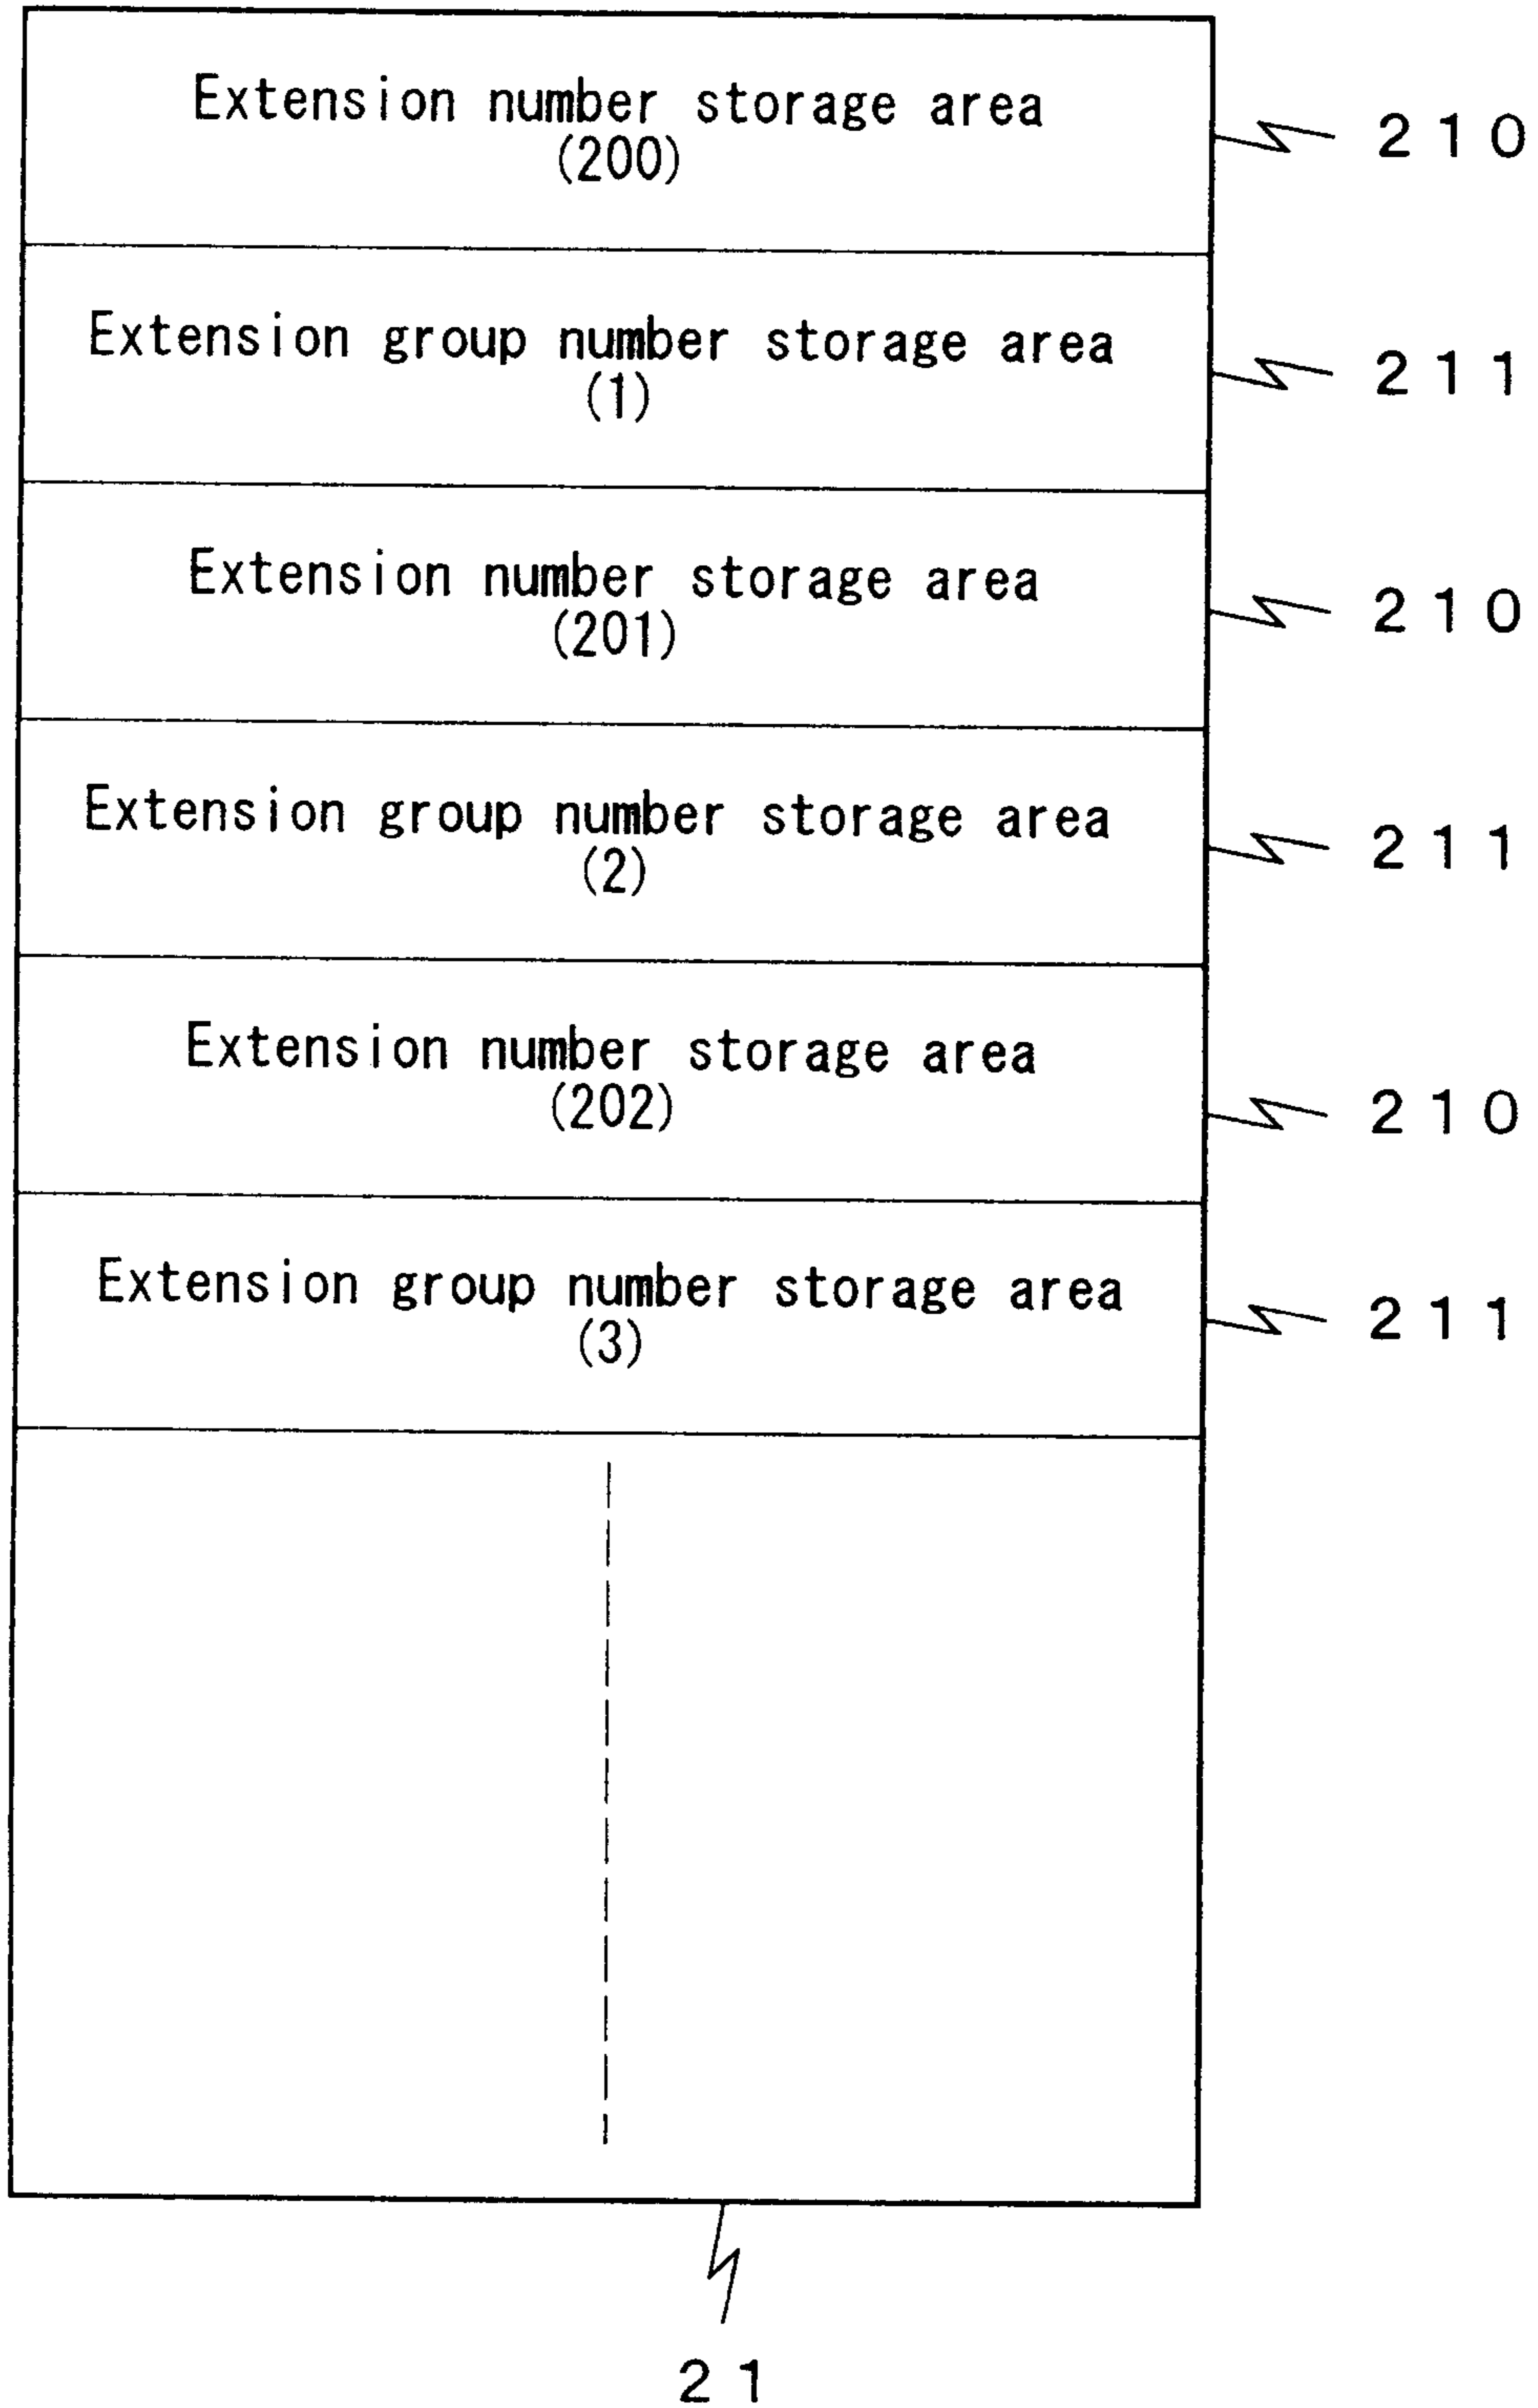 Extension number storage area
(200)
210
Extension group number storage area
(1)
211
Extension number storage area
(201)
210
Extension group number storage area
(2)
211
Extension number storage area
(202)
210
Extension group number storage area
(3)
211
21